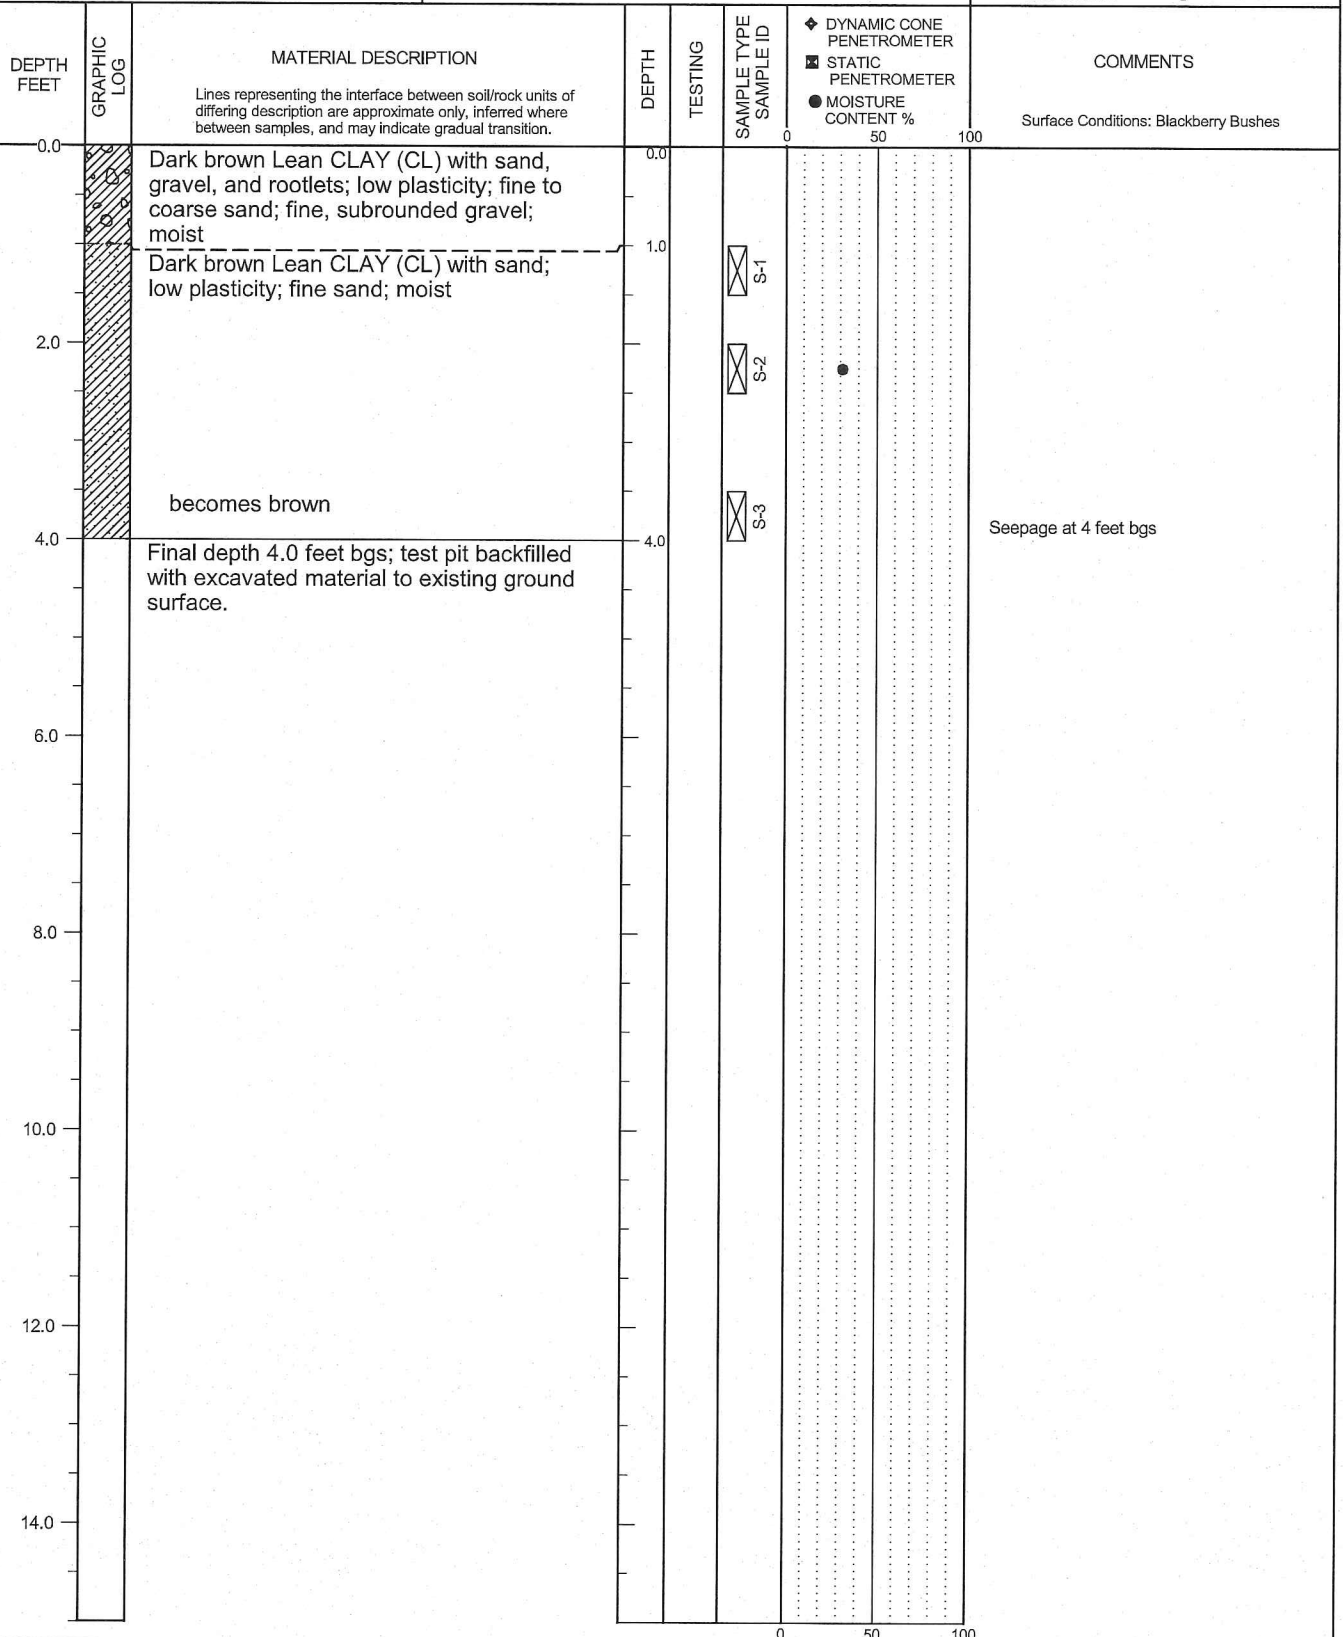 DEPTH
FEET
GRAPHIC
LOG
MATERIAL DESCRIPTION
Lines representing the interface between soil/rock units of
differing description are approximate only, inferred where
between samples, and may indicate gradual transition.
DEPTH
TESTING
SAMPLE TYPE
SAMPLE ID
DYNAMIC CONE
PENETROMETER
STATIC
PENETROMETER
MOISTURE
CONTENT %
0 50 100
COMMENTS
Surface Conditions: Blackberry Bushes
0.0
Dark brown Lean CLAY (CL) with sand,
gravel, and rootlets; low plasticity; fine to
coarse sand; fine, subrounded gravel;
moist
0.0
1.0
Dark brown Lean CLAY (CL) with sand;
low plasticity; fine sand; moist
S-1
2.0
S-2
becomes brown
S-3
4.0
4.0
Seepage at 4 feet bgs
Final depth 4.0 feet bgs; test pit backfilled
with excavated material to existing ground
surface.
6.0
8.0
10.0
12.0
14.0
0 50 100